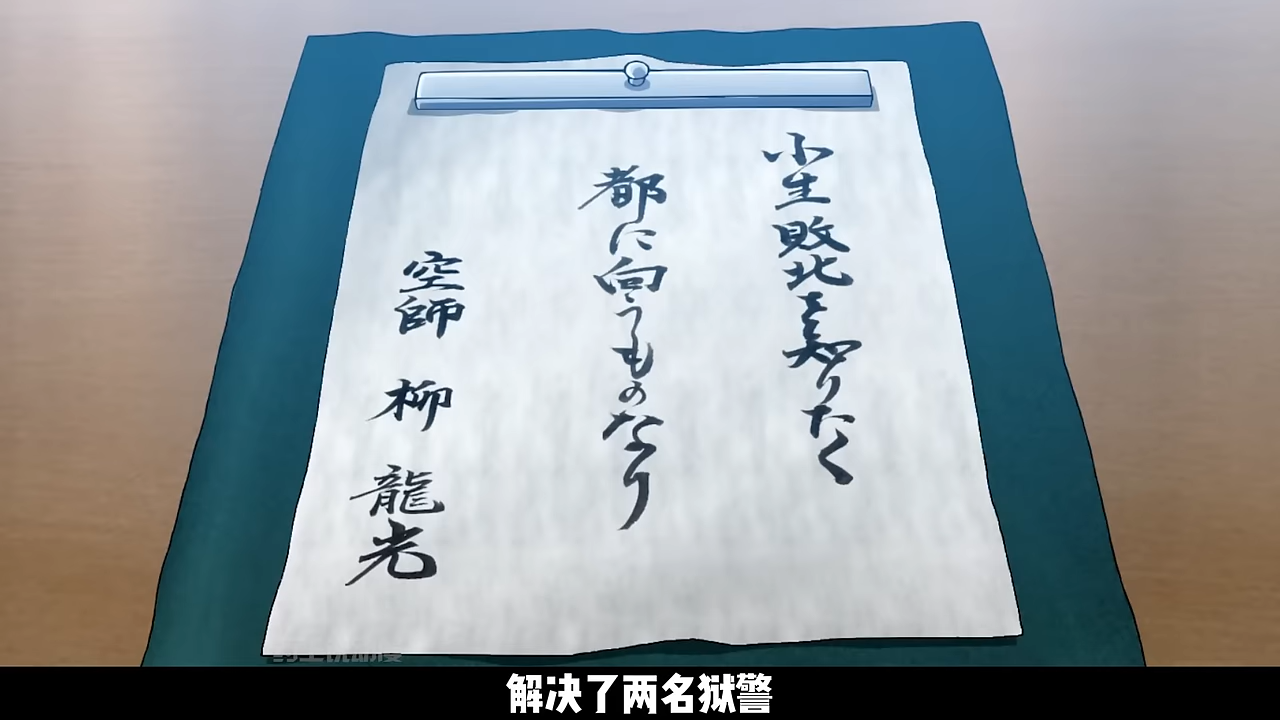 小生敗北を知りたく
都に向うものなり
空師 柳 龍光
解决了两名狱警